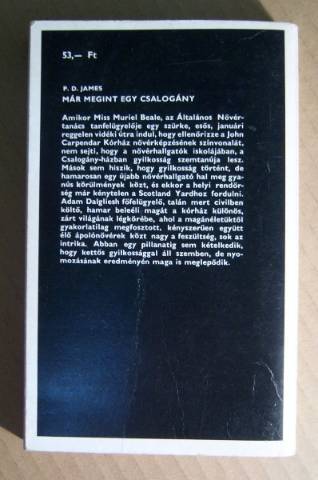 53,— Ft
P. D. JAMES
MÁR MEGINT EGY CSALOGÁNY
Amikor Miss Muriel Beale, az Általános Nővér-
tanács tanfelügyelője egy szürke, esős, januári
reggelen vidéki útra indul, hogy ellenőrizze a John
Carpendar Kórház nővérképzésének színvonalát,
nem sejti, hogy a nővérhallgatók iskolájában, a
Csalogány-házban gyilkosság szemtanúja lesz.
Mások sem hiszik, hogy gyilkosság történt, de
hamarosan egy újabb nővérhallgató hal meg gya-
nús körülmények közt, és ekkor a helyi rendőr-
ség már kénytelen a Scotland Yardhoz fordulni.
Adam Dalgliesh főfelügyelő, talán mert civilben
költő, hamar beleéli magát a kórház különös,
zárt világának légkörébe, ahol a magánéletüktől
gyakorlatilag megfosztott, kényszerűen együtt
élő ápolónővérek közt nagy a feszültség, sok az
intrika. Abban egy pillanatig sem kételkedik,
hogy kettős gyilkossággal áll szemben, de nyo-
mozásának eredményén maga is meglepődik.